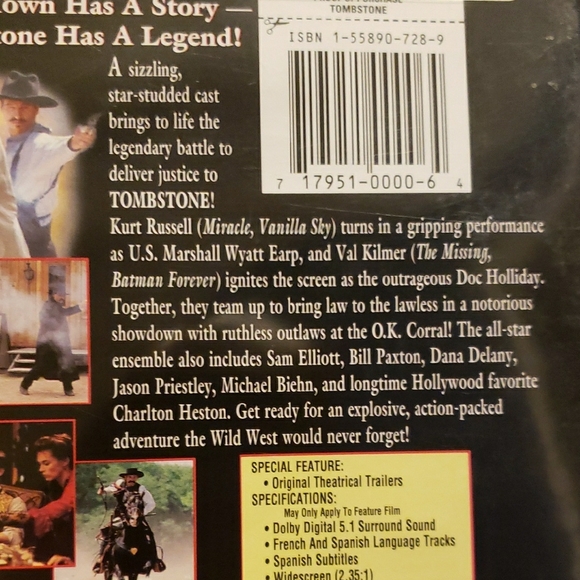 Town Has A Story —
tone Has A Legend!
TOMBSTONE
ISBN 1-55890-728-9
7 17951-0000-6 4
A sizzling,
star-studded cast
brings to life the
legendary battle to
deliver justice to
TOMBSTONE!
Kurt Russell (Miracle, Vanilla Sky) turns in a gripping performance
as U.S. Marshall Wyatt Earp, and Val Kilmer (The Missing,
Batman Forever) ignites the screen as the outrageous Doc Holliday.
Together, they team up to bring law to the lawless in a notorious
showdown with ruthless outlaws at the O.K. Corral! The all-star
ensemble also includes Sam Elliott, Bill Paxton, Dana Delany,
Jason Priestley, Michael Biehn, and longtime Hollywood favorite
Charlton Heston. Get ready for an explosive, action-packed
adventure the Wild West would never forget!
SPECIAL FEATURE:
• Original Theatrical Trailers
SPECIFICATIONS:
May Only Apply To Feature Film
• Dolby Digital 5.1 Surround Sound
• French And Spanish Language Tracks
• Spanish Subtitles
• Widescreen (2.35:1)